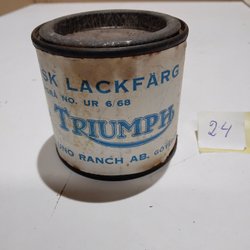 SK LACKFÄRG
NO. UR 6/68
TRIUMPH
RANCH AB.
24